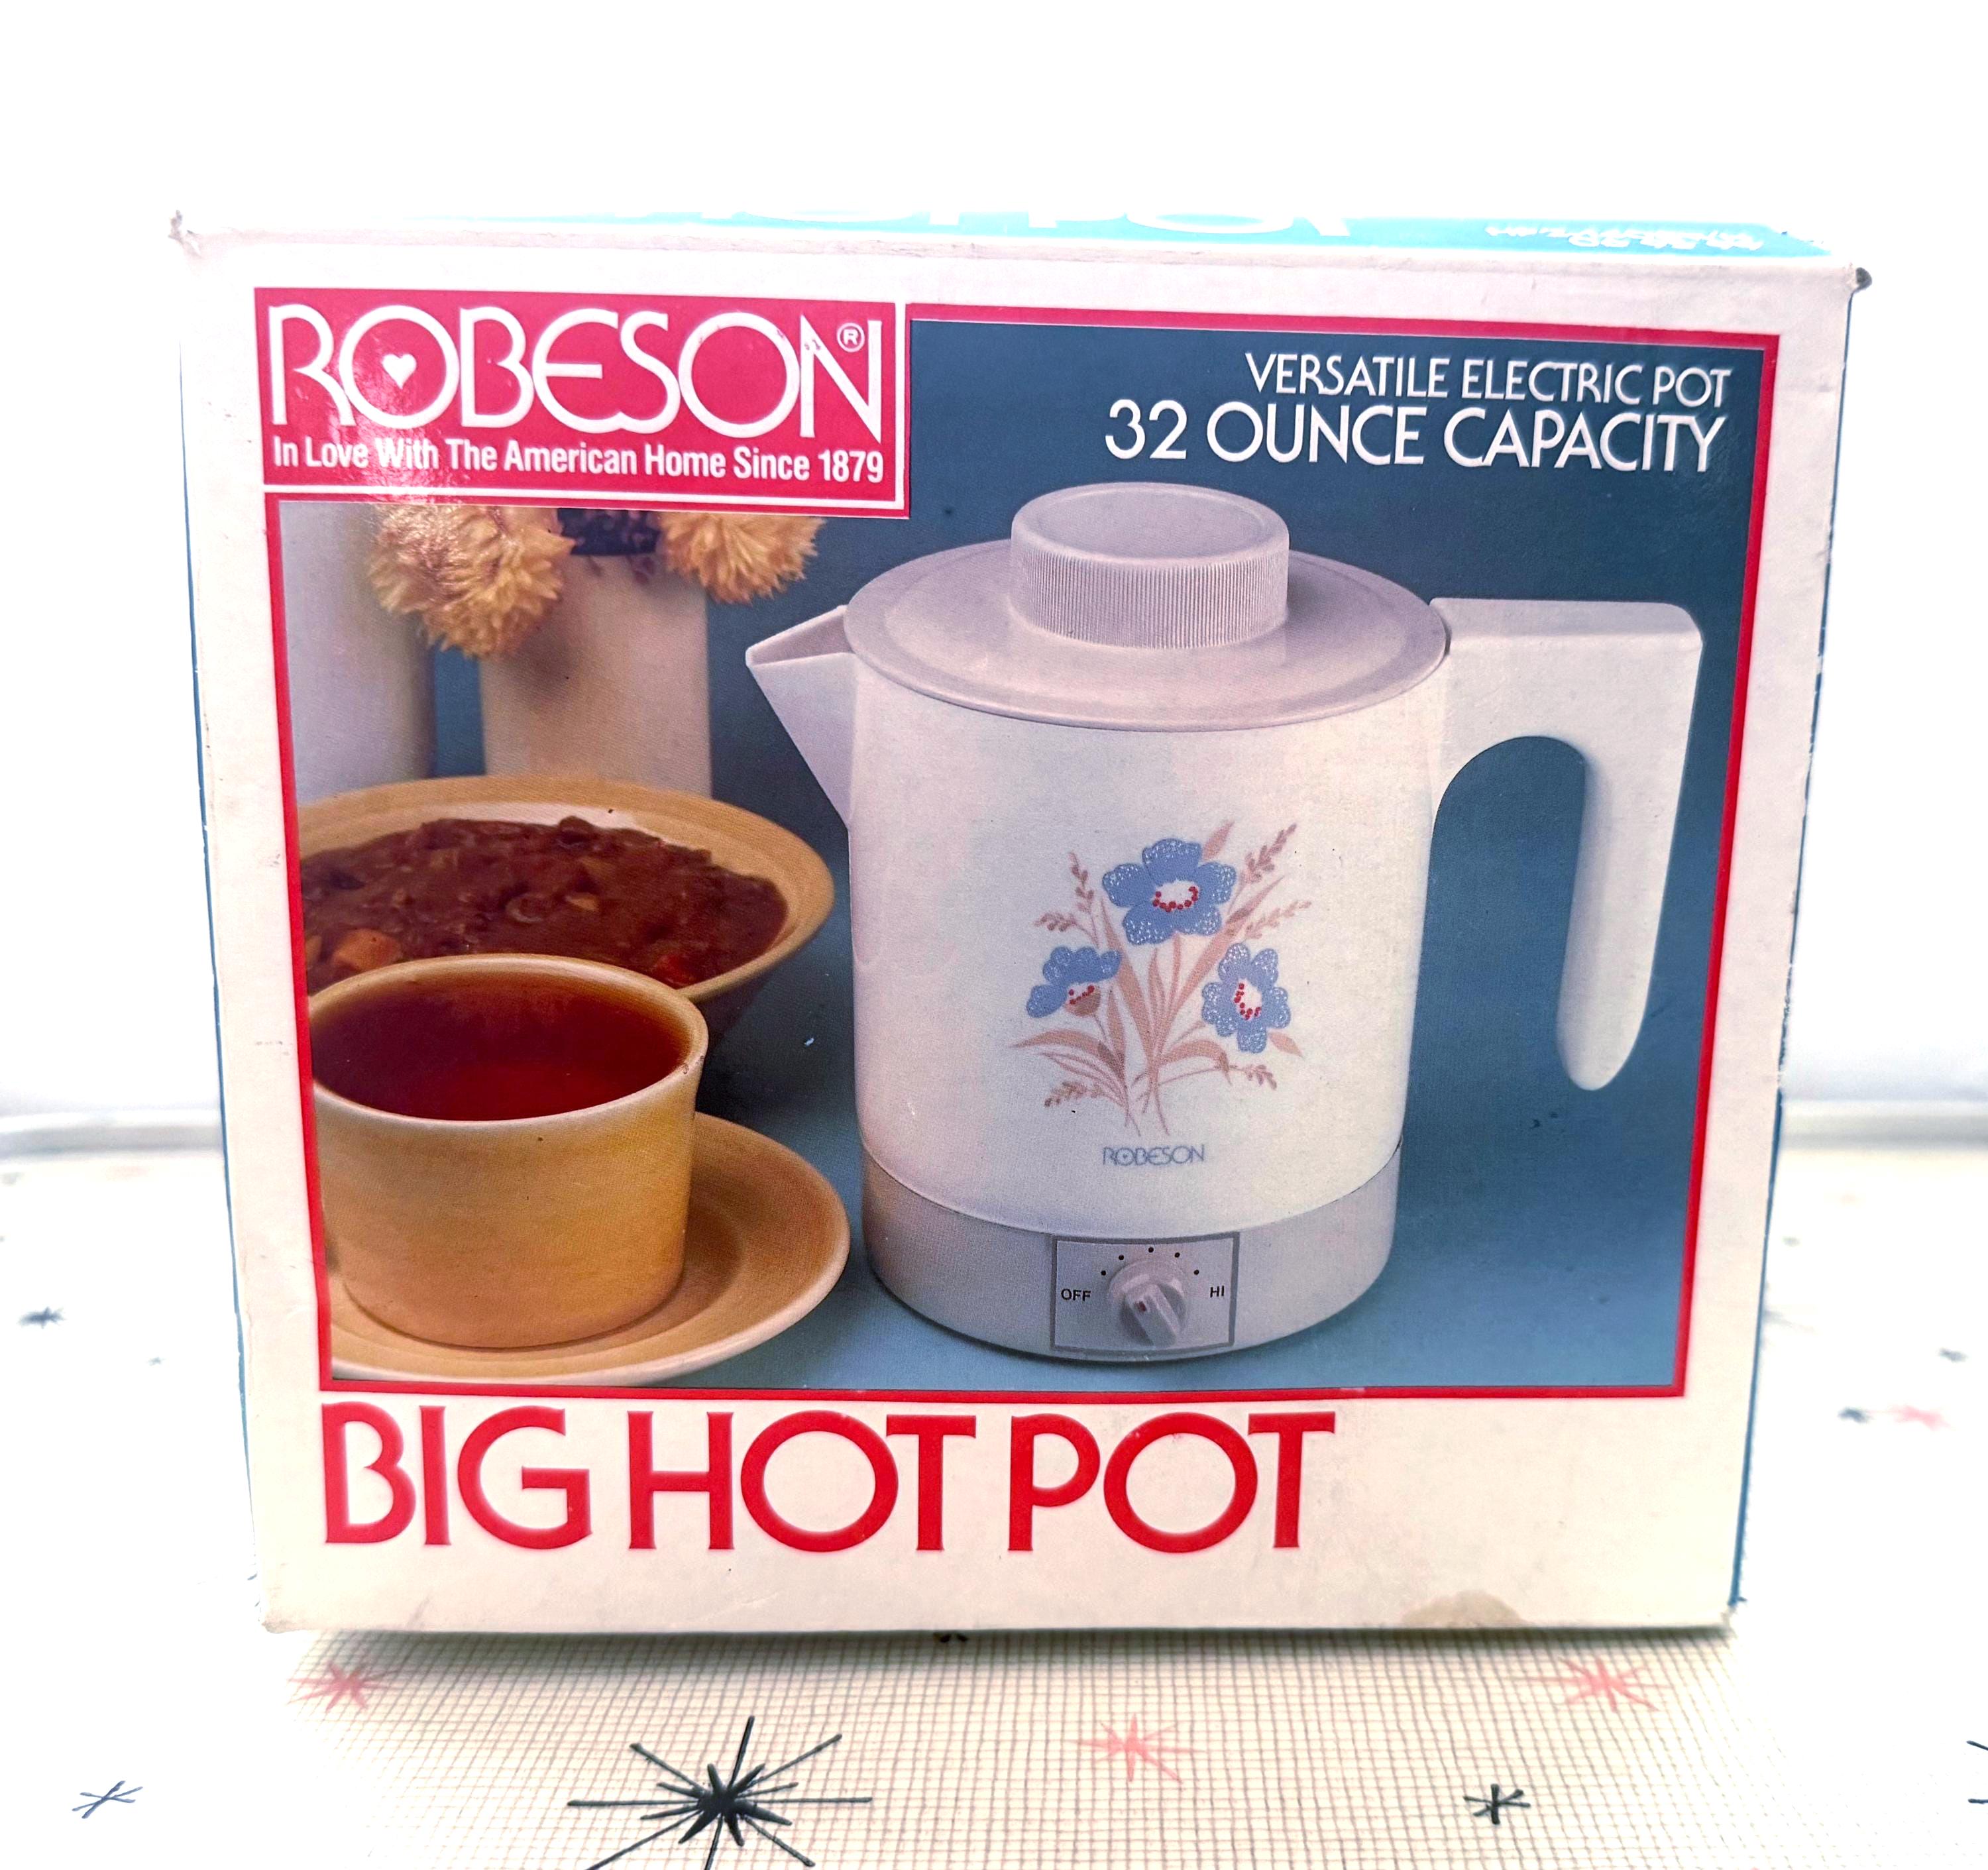 ROBESON®
In Love With The American Home Since 1879
VERSATILE ELECTRIC POT
32 OUNCE CAPACITY
ROBESON
OFF
HI
BIG HOT POT